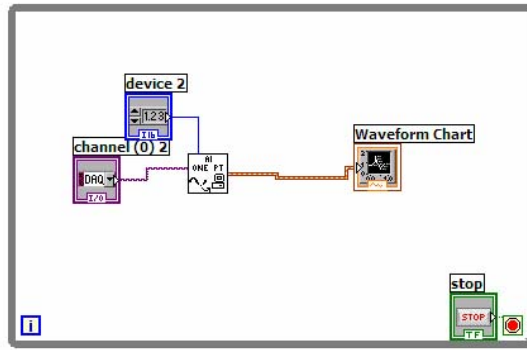 device 2
1.23
I16
channel (0) 2
DAQ
I/O
AI
ONE PT
Waveform Chart
stop
STOP
TF
i